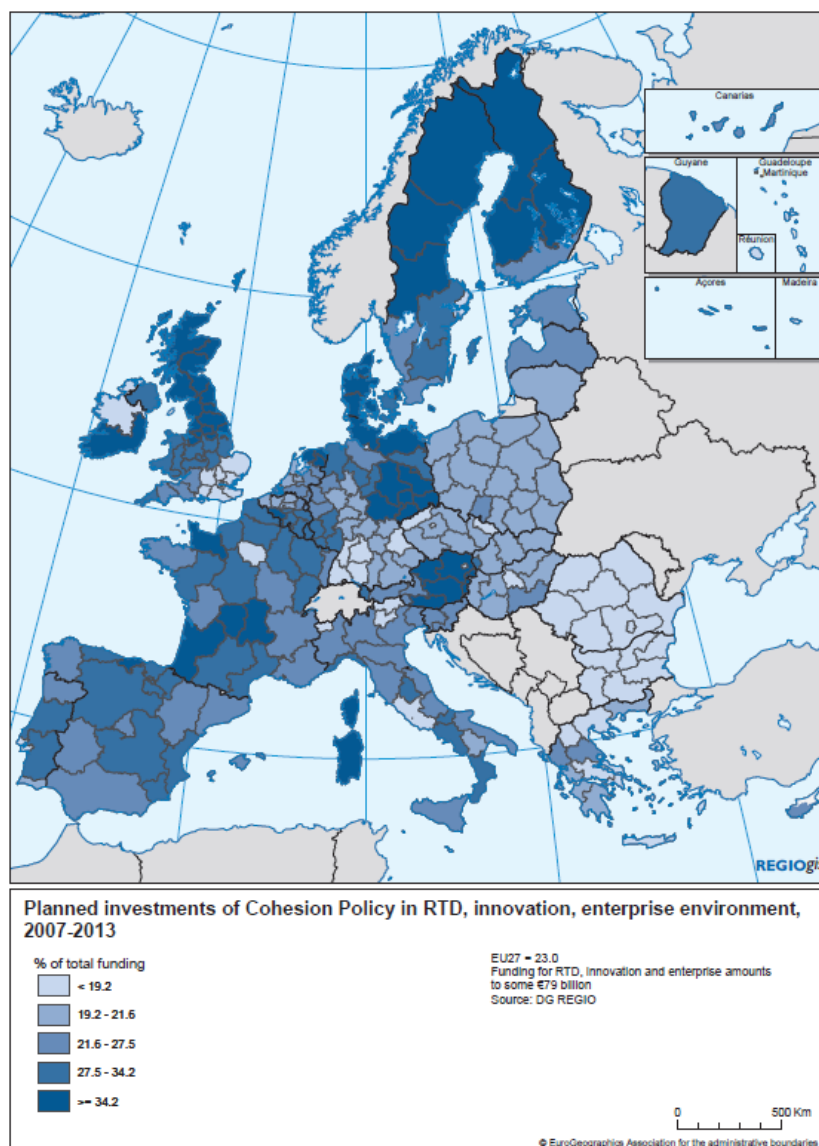 Canarias
Guyane
Guadeloupe
Martinique
Réunion
Açores
Madeira
REGIOgis
Planned investments of Cohesion Policy in RTD, innovation, enterprise environment,
2007-2013
% of total funding
< 19.2
19.2 - 21.6
21.6 - 27.5
27.5 - 34.2
>= 34.2
EU27 = 23.0
Funding for RTD, innovation and enterprise amounts
to some €79 billion
Source: DG REGIO
0 500 Km
© EuroGeographics Association for the administrative boundaries